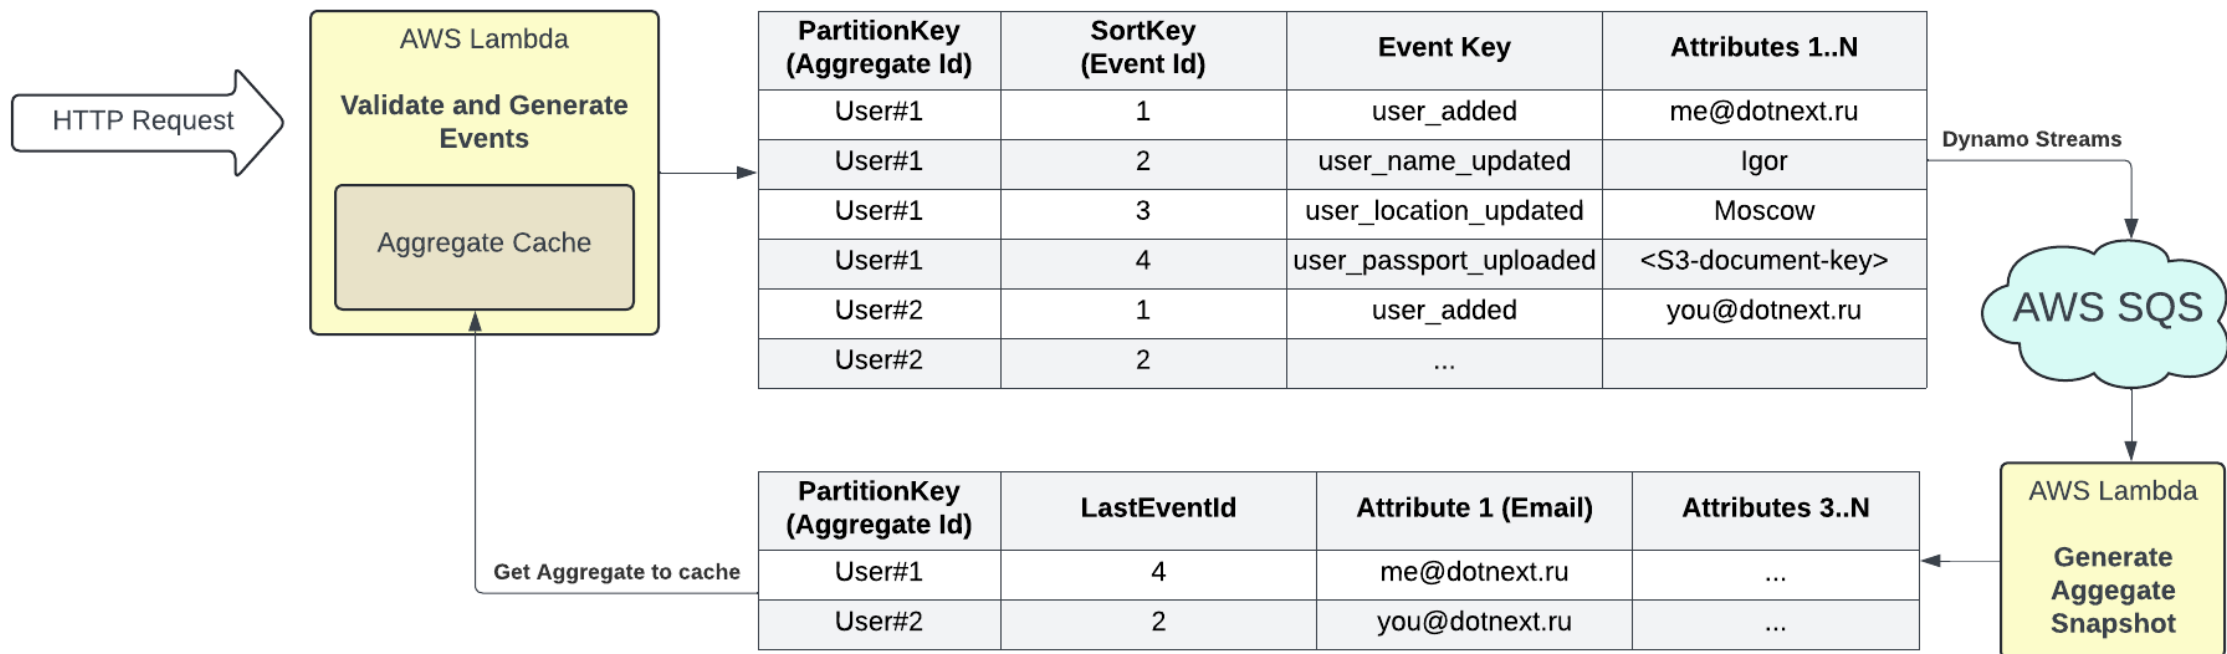 HTTP Request
AWS Lambda
Validate and Generate
Events
Aggregate Cache
PartitionKey
(Aggregate Id)
SortKey
(Event Id)
Event Key
Attributes 1..N
User#1
1
user_added
me@dotnext.ru
User#1
2
user_name_updated
Igor
User#1
3
user_location_updated
Moscow
User#1
4
user_passport_uploaded
<S3-document-key>
User#2
1
user_added
you@dotnext.ru
User#2
2
...
Dynamo Streams
AWS SQS
AWS Lambda
Generate
Aggegate
Snapshot
PartitionKey
(Aggregate Id)
LastEventId
Attribute 1 (Email)
Attributes 3..N
User#1
4
me@dotnext.ru
...
User#2
2
you@dotnext.ru
...
Get Aggregate to cache